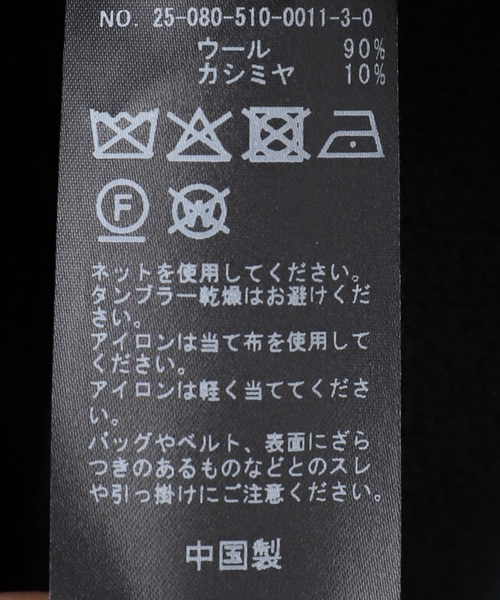 NO. 25-080-510-0011-3-0
ウール 90%
カシミヤ 10%
F
W
ネットを使用してください。
タンブラー乾燥はお避けくだ
さい。
アイロンは当て布を使用して
ください。
アイロンは軽く当ててくださ
い。
バッグやベルト、表面にざら
つきのあるものなどとのスレ
や引っ掛けにご注意ください。
中国製